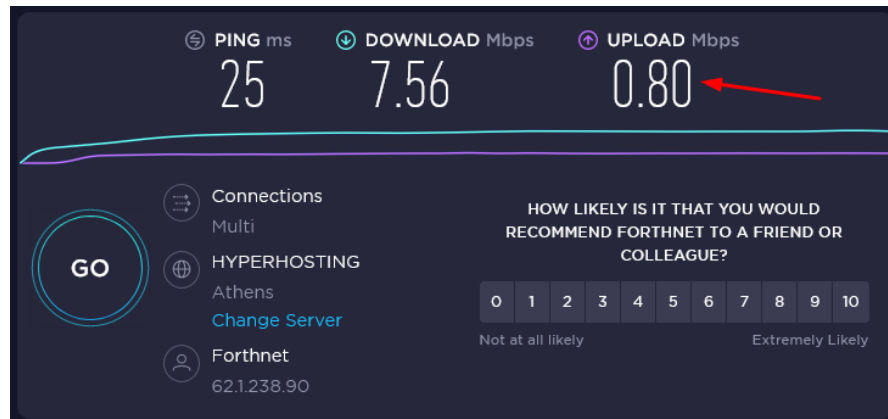 PING ms DOWNLOAD Mbps UPLOAD Mbps
25 7.56 0.80
Connections
Multi
HYPERHOSTING
Athens
Change Server
Forthnet
62.1.238.90
GO
HOW LIKELY IS IT THAT YOU WOULD
RECOMMEND FORTHNET TO A FRIEND OR
COLLEAGUE?
0 1 2 3 4 5 6 7 8 9 10
Not at all likely Extremely Likely